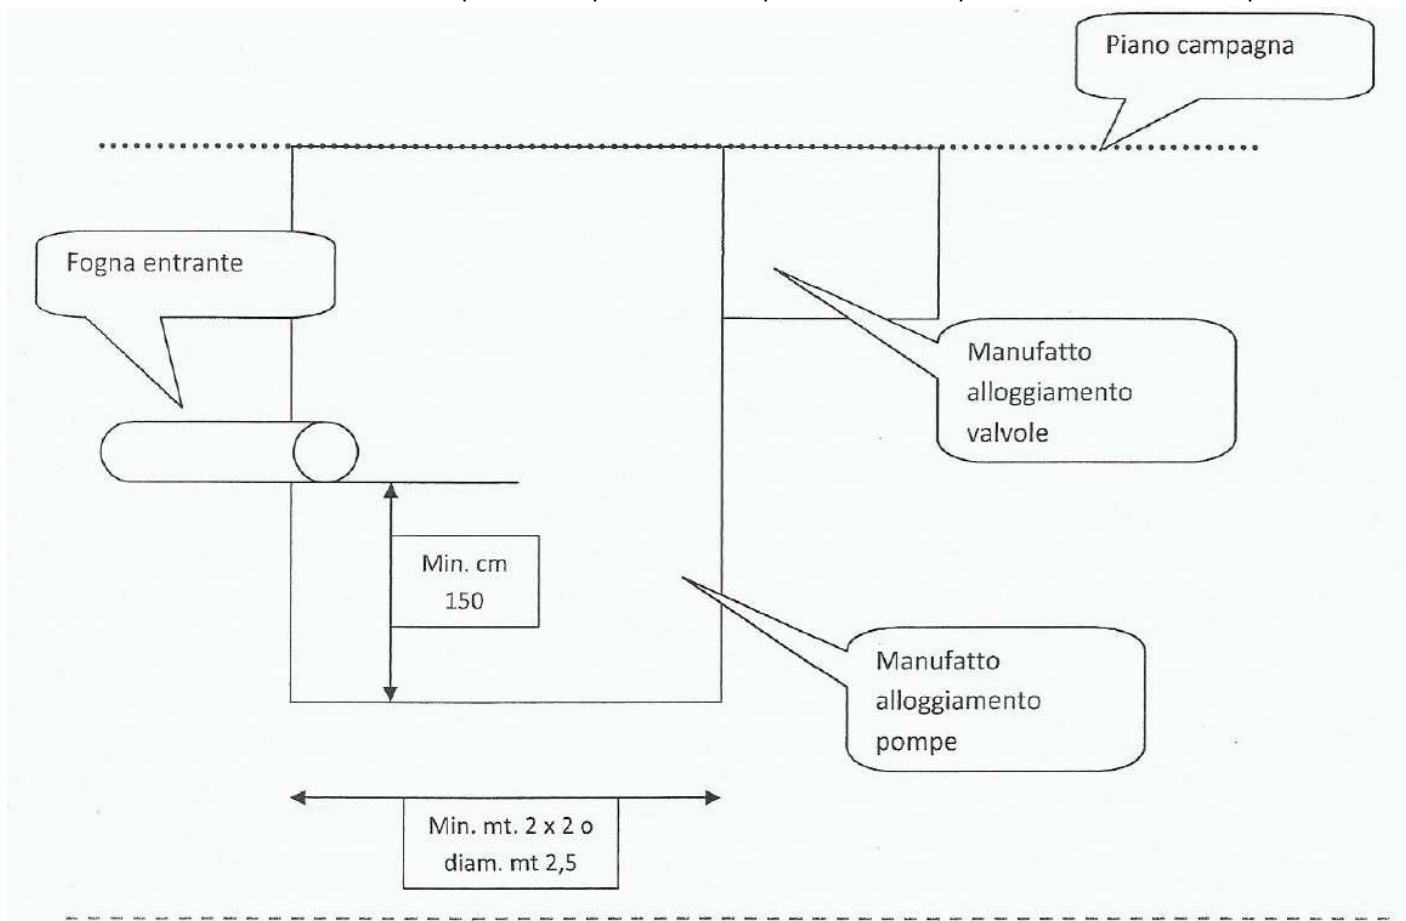 Piano campagna
Fogna entrante
Manufatto
alloggiamento
valvole
Min. cm
150
Manufatto
alloggiamento
pompe
Min. mt. 2 x 2 o
diam. mt 2,5